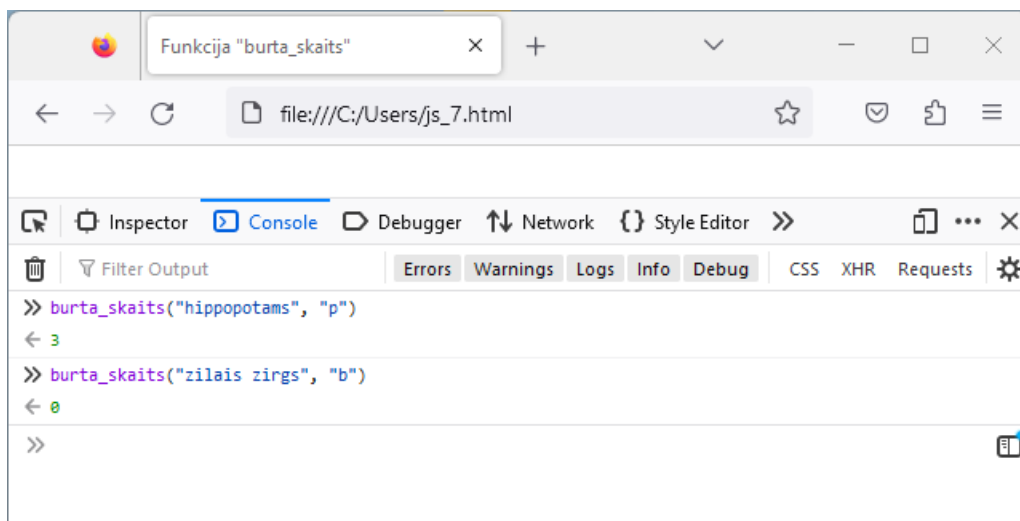 Funkcija "burta_skaits"
file:///C:/Users/js_7.html
Inspector Console Debugger Network {} Style Editor
Filter Output Errors Warnings Logs Info Debug CSS XHR Requests
>> burta_skaits("hippopotams", "p")
← 3
>> burta_skaits("zilais zirgs", "b")
← 0
>>